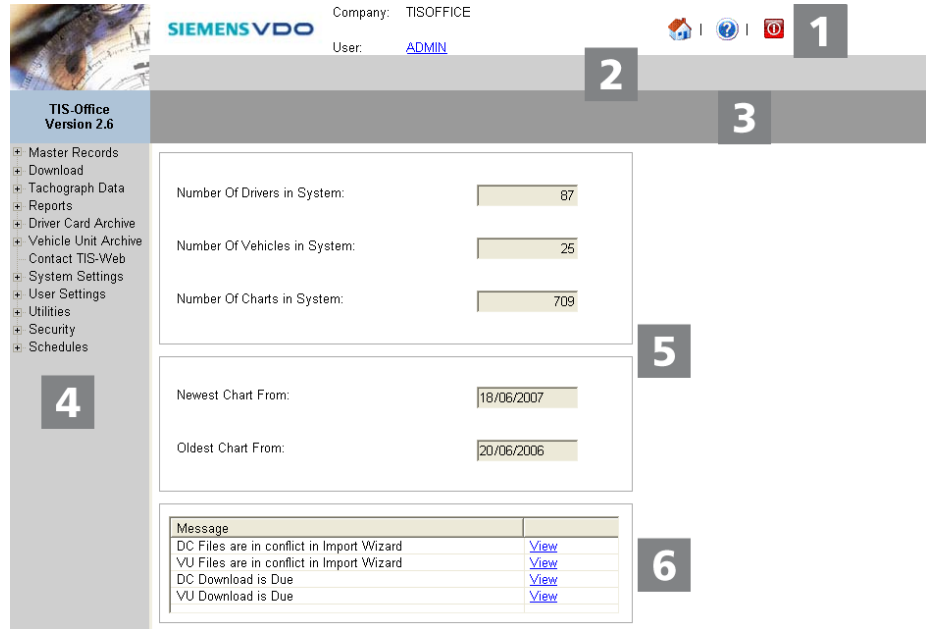 SIEMENS VDO
Company: TISOFFICE
User: ADMIN
1
2
TIS-Office
Version 2.6
3
Master Records
Download
Tachograph Data
Reports
Driver Card Archive
Vehicle Unit Archive
Contact TIS-Web
System Settings
User Settings
Utilities
Security
Schedules
4
Number Of Drivers in System: 87
Number Of Vehicles in System: 25
Number Of Charts in System: 709
5
Newest Chart From: 18/06/2007
Oldest Chart From: 20/06/2006
Message
DC Files are in conflict in Import Wizard View
VU Files are in conflict in Import Wizard View
DC Download is Due View
VU Download is Due View
6